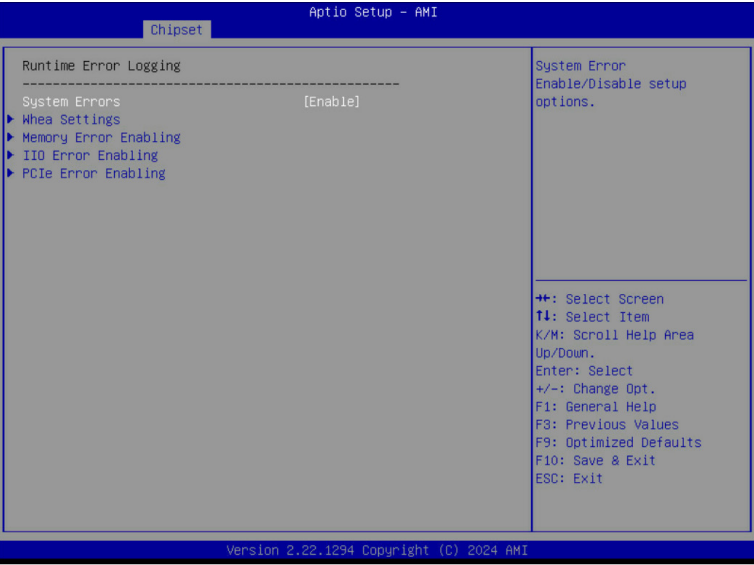 Aptio Setup – AMI
Chipset
Runtime Error Logging
------------------------------------------------
System Errors [Enable]
Whea Settings
Memory Error Enabling
IIO Error Enabling
PCIe Error Enabling
System Error
Enable/Disable setup
options.
→←: Select Screen
↑↓: Select Item
K/M: Scroll Help Area
Up/Down.
Enter: Select
+/-: Change Opt.
F1: General Help
F3: Previous Values
F9: Optimized Defaults
F10: Save & Exit
ESC: Exit
Version 2.22.1294 Copyright (C) 2024 AMI